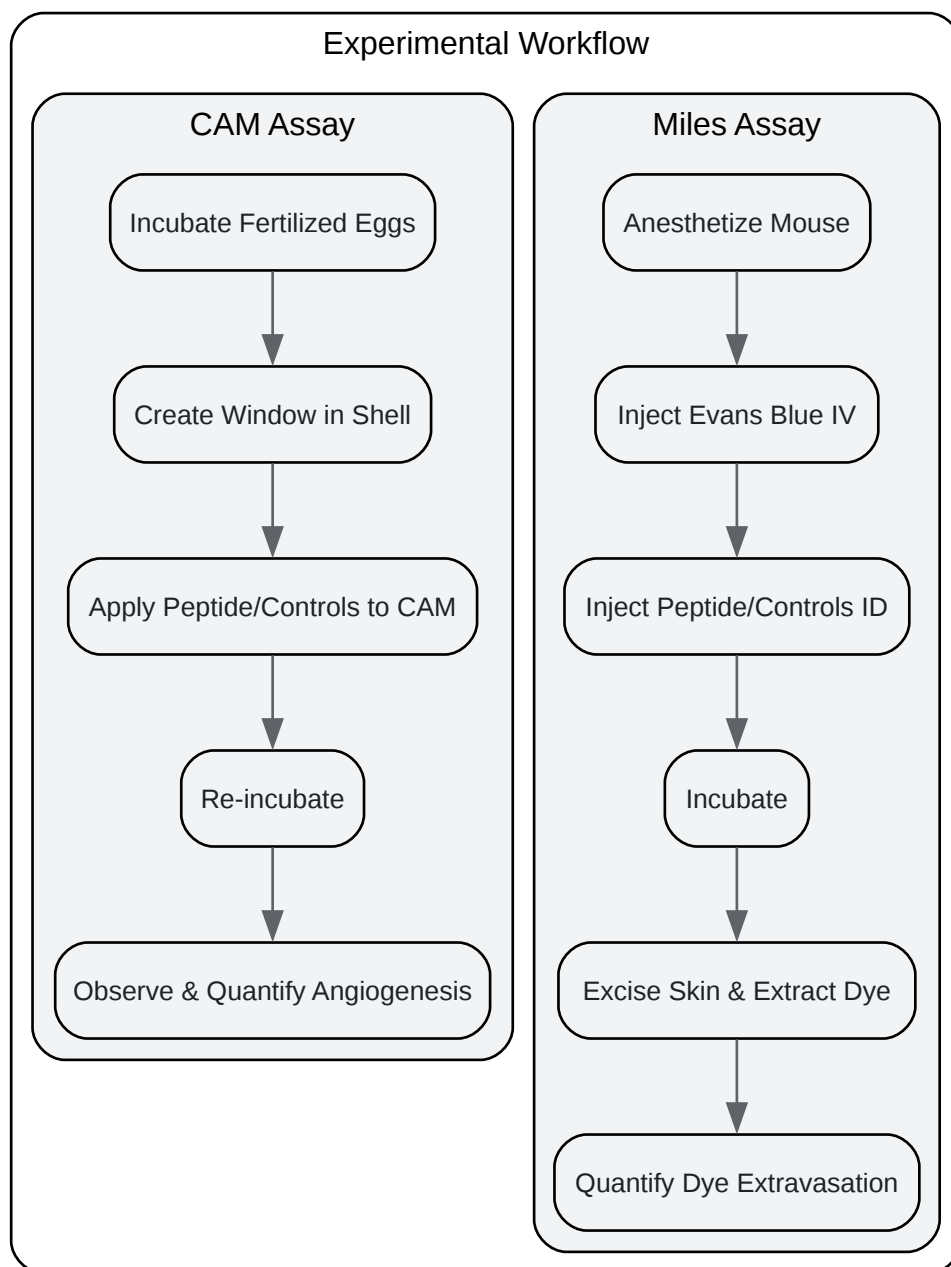 Experimental Workflow
CAM Assay
Incubate Fertilized Eggs
Create Window in Shell
Apply Peptide/Controls to CAM
Re-incubate
Observe & Quantify Angiogenesis
Miles Assay
Anesthetize Mouse
Inject Evans Blue IV
Inject Peptide/Controls ID
Incubate
Excise Skin & Extract Dye
Quantify Dye Extravasation